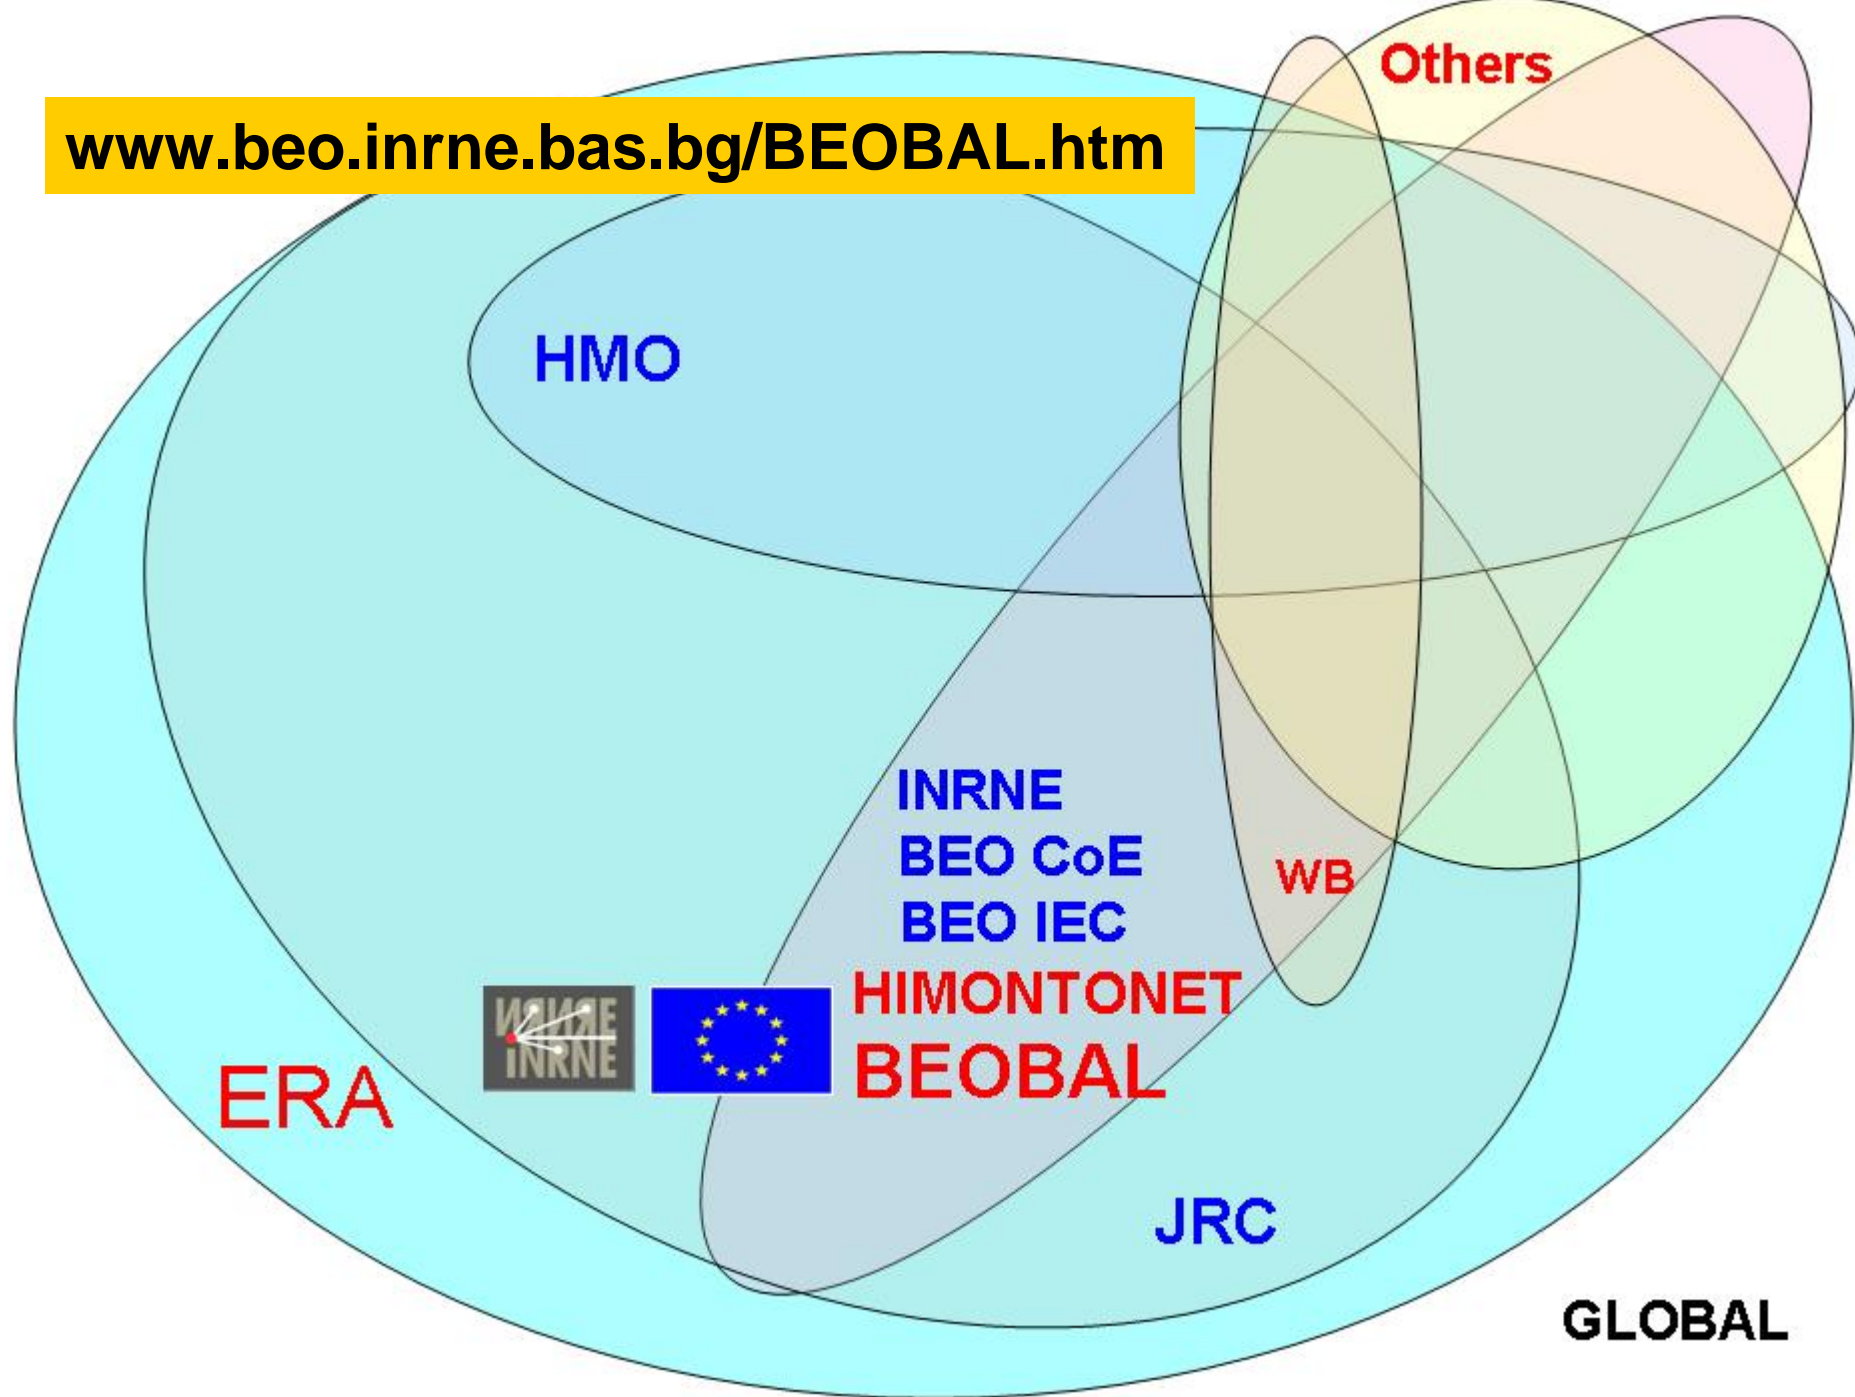 Others
www.beo.inrne.bas.bg/BEOBAL.htm
HMO
INRNE
BEO CoE
WB
BEO IEC
HIMONTONET
iNRNE
BEOBAL
ERA
JRC
GLOBAL